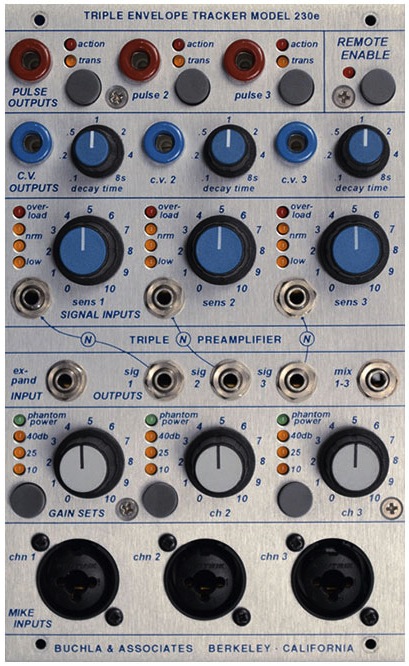 TRIPLE ENVELOPE TRACKER MODEL 230e
action
trans
action
trans
action
trans
REMOTE
ENABLE
PULSE
OUTPUTS
pulse 2
pulse 3
.1 .2 .5 1 2 4 8s
.1 .2 .5 1 2 4 8s
.1 .2 .5 1 2 4 8s
C.V.
OUTPUTS
decay time
c.v. 2
decay time
c.v. 3
decay time
over-
load
nrm
low
0 1 2 3 4 5 6 7 8 9 10
over-
load
nrm
low
0 1 2 3 4 5 6 7 8 9 10
over-
load
nrm
low
0 1 2 3 4 5 6 7 8 9 10
sens 1
sens 2
sens 3
SIGNAL INPUTS
N
N
N
TRIPLE PREAMPLIFIER
ex-
pand
INPUT
sig
1
OUTPUTS
sig
2
sig
3
mix
1-3
phantom
power
40db
25
10
0 1 2 3 4 5 6 7 8 9 10
phantom
power
40db
25
10
0 1 2 3 4 5 6 7 8 9 10
phantom
power
40db
25
10
0 1 2 3 4 5 6 7 8 9 10
GAIN SETS
ch 2
ch 3
chn 1
chn 2
chn 3
MIKE
INPUTS
BUCHLA & ASSOCIATES BERKELEY · CALIFORNIA